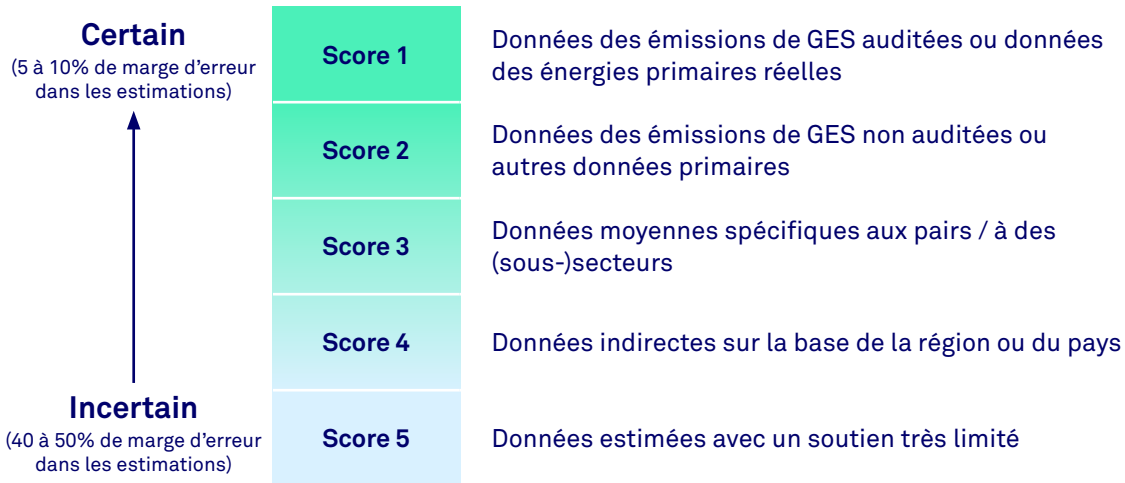 Certain
(5 à 10% de marge d'erreur
dans les estimations)
Score 1
Données des émissions de GES auditées ou données
des énergies primaires réelles
Score 2
Données des émissions de GES non auditées ou
autres données primaires
Score 3
Données moyennes spécifiques aux pairs / à des
(sous-)secteurs
Score 4
Données indirectes sur la base de la région ou du pays
Incertain
(40 à 50% de marge d'erreur
dans les estimations)
Score 5
Données estimées avec un soutien très limité